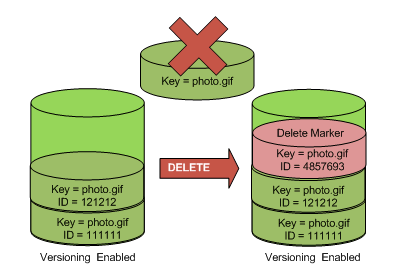 Key = photo.gif
Key = photo.gif
ID = 121212
Key = photo.gif
ID = 111111
Versioning Enabled
DELETE
Delete Marker
Key = photo.gif
ID = 4857693
Key = photo.gif
ID = 121212
Key = photo.gif
ID = 111111
Versioning Enabled